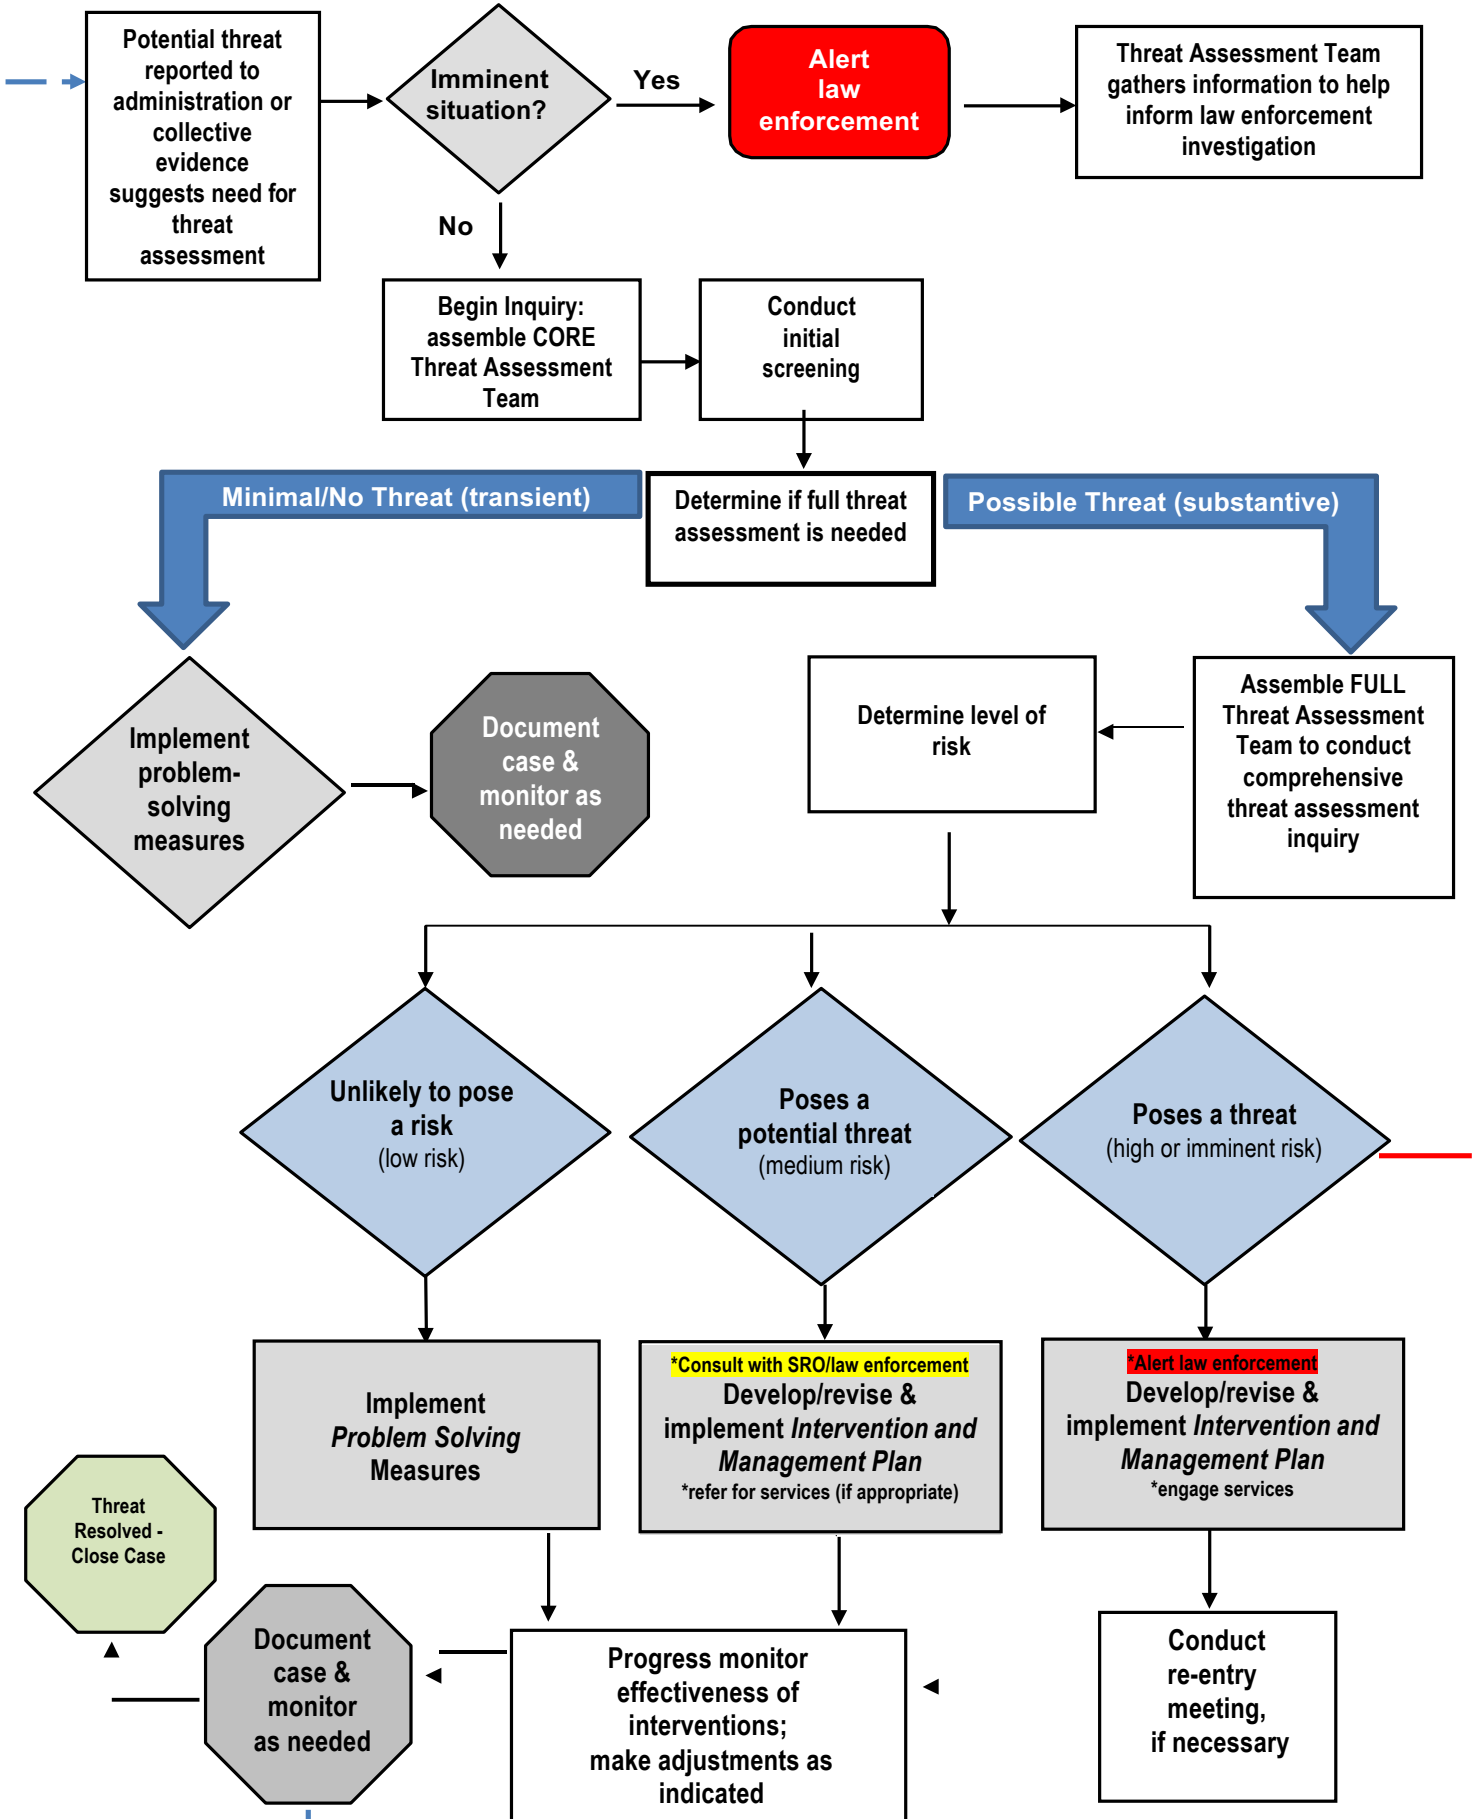 Potential threat
reported to
administration or
collective
evidence
suggests need for
threat
assessment
Imminent
situation?
Yes
Alert
law
enforcement
Threat Assessment Team
gathers information to help
inform law enforcement
investigation
No
Begin Inquiry:
assemble CORE
Threat Assessment
Team
Conduct
initial
screening
Minimal/No Threat (transient)
Determine if full threat
assessment is needed
Possible Threat (substantive)
Implement
problem-
solving
measures
Document
case &
monitor as
needed
Determine level of
risk
Assemble FULL
Threat Assessment
Team to conduct
comprehensive
threat assessment
inquiry
Unlikely to pose
a risk
(low risk)
Poses a
potential threat
(medium risk)
Poses a threat
(high or imminent risk)
Implement
Problem Solving
Measures
*Consult with SRO/law enforcement
Develop/revise &
implement Intervention and
Management Plan
*refer for services (if appropriate)
*Alert law enforcement
Develop/revise &
implement Intervention and
Management Plan
*engage services
Threat
Resolved -
Close Case
Document
case &
monitor
as needed
Progress monitor
effectiveness of
interventions;
make adjustments as
indicated
Conduct
re-entry
meeting,
if necessary